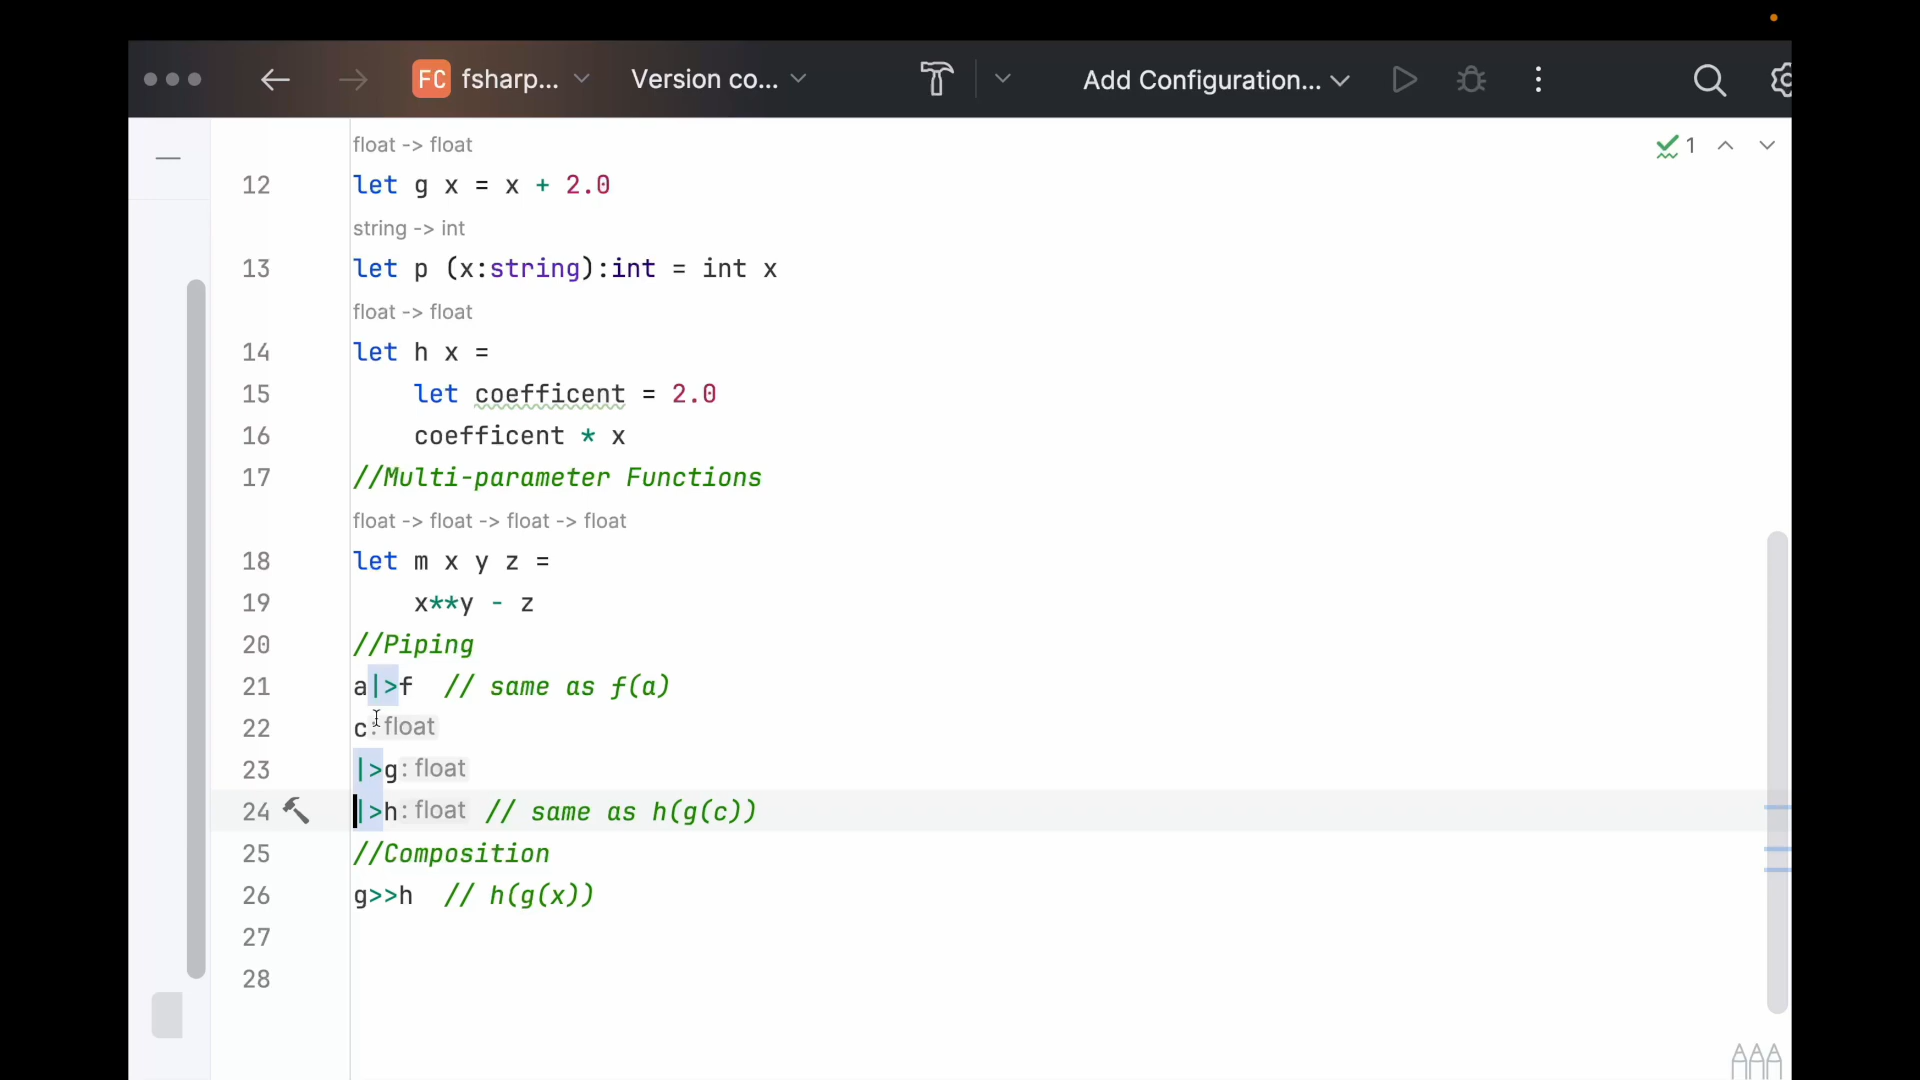 FC fsharp... Version co... Add Configuration...
float -> float
1
12 let g x = x + 2.0
string -> int
13 let p (x:string):int = int x
float -> float
14 let h x =
15 let coefficent = 2.0
16 coefficent * x
17 //Multi-parameter Functions
float -> float -> float -> float
18 let m x y z =
19 x**y - z
20 //Piping
21 a|>f // same as f(a)
22 c: float
23 |>g: float
24 |>h: float // same as h(g(c))
25 //Composition
26 g>>h // h(g(x))
27
28